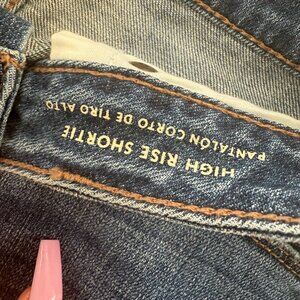 HIGH RISE SHORTIE
PANTALÓN CORTO DE TIRO ALTO